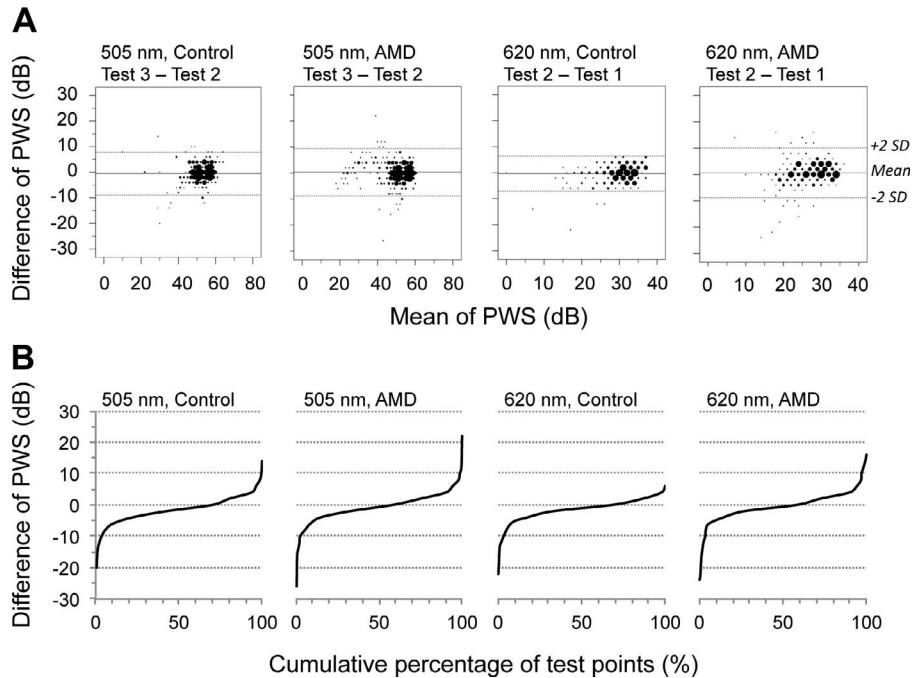 A
505 nm, Control
Test 3 – Test 2
505 nm, AMD
Test 3 – Test 2
620 nm, Control
Test 2 – Test 1
620 nm, AMD
Test 2 – Test 1
Difference of PWS (dB)
30
20
10
0
-10
-20
-30
+2 SD
Mean
-2 SD
0 20 40 60 80
0 20 40 60 80
0 10 20 30 40
0 10 20 30 40
Mean of PWS (dB)
B
505 nm, Control
505 nm, AMD
620 nm, Control
620 nm, AMD
Difference of PWS (dB)
30
20
10
0
-10
-20
-30
0 50 100
0 50 100
0 50 100
0 50 100
Cumulative percentage of test points (%)